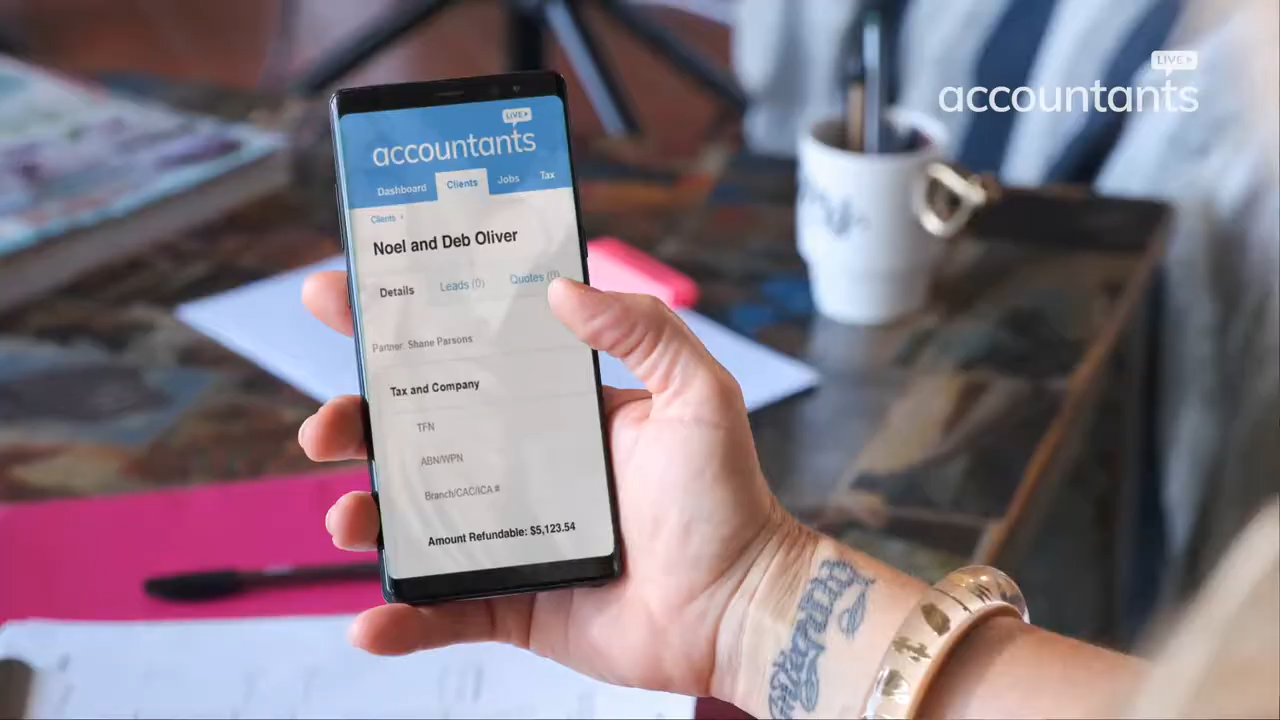 LIVE
accountants
LIVE
accountants
Dashboard Clients Jobs Tax
Clients ›
Noel and Deb Oliver
Details Leads (0) Quotes (0)
Partner: Shane Parsons
Tax and Company
TFN
ABN/WPN
Branch/CAC/ICA #
Amount Refundable: $5,123.54